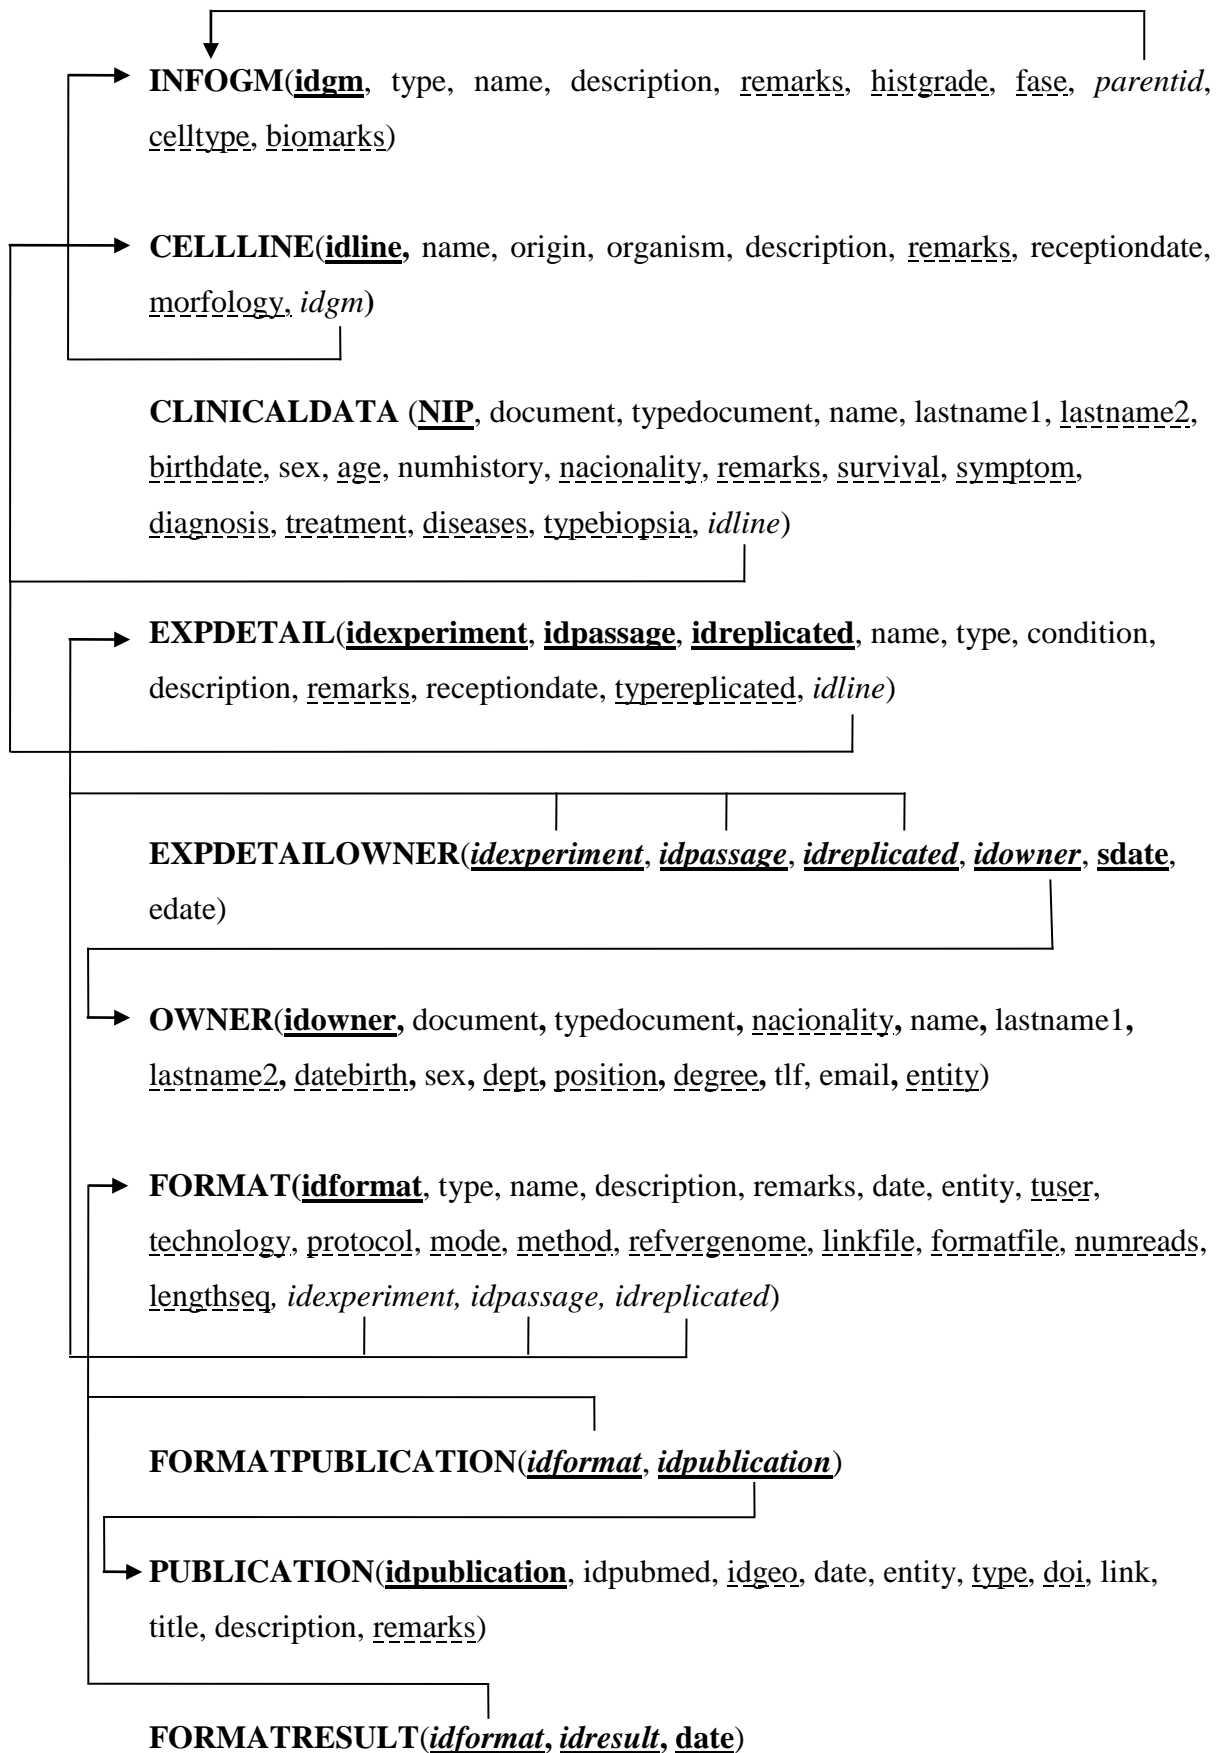 INFOGM(idgm, type, name, description, remarks, histgrade, fase, parentid,
celltype, biomarks)
CELLLINE(idline, name, origin, organism, description, remarks, receptiondate,
morfology, idgm)
CLINICALDATA (NIP, document, typedocument, name, lastname1, lastname2,
birthdate, sex, age, numhistory, nacionality, remarks, survival, symptom,
diagnosis, treatment, diseases, typebiopsia, idline)
EXPDETAIL(idexperiment, idpassage, idreplicated, name, type, condition,
description, remarks, receptiondate, typereplicated, idline)
EXPDETAILOWNER(idexperiment, idpassage, idreplicated, idowner, sdate,
edate)
OWNER(idowner, document, typedocument, nacionality, name, lastname1,
lastname2, datebirth, sex, dept, position, degree, tlf, email, entity)
FORMAT(idformat, type, name, description, remarks, date, entity, tuser,
technology, protocol, mode, method, refvergenome, linkfile, formatfile, numreads,
lengthseq, idexperiment, idpassage, idreplicated)
FORMATPUBLICATION(idformat, idpublication)
PUBLICATION(idpublication, idpubmed, idgeo, date, entity, type, doi, link,
title, description, remarks)
FORMATRESULT(idformat, idresult, date)